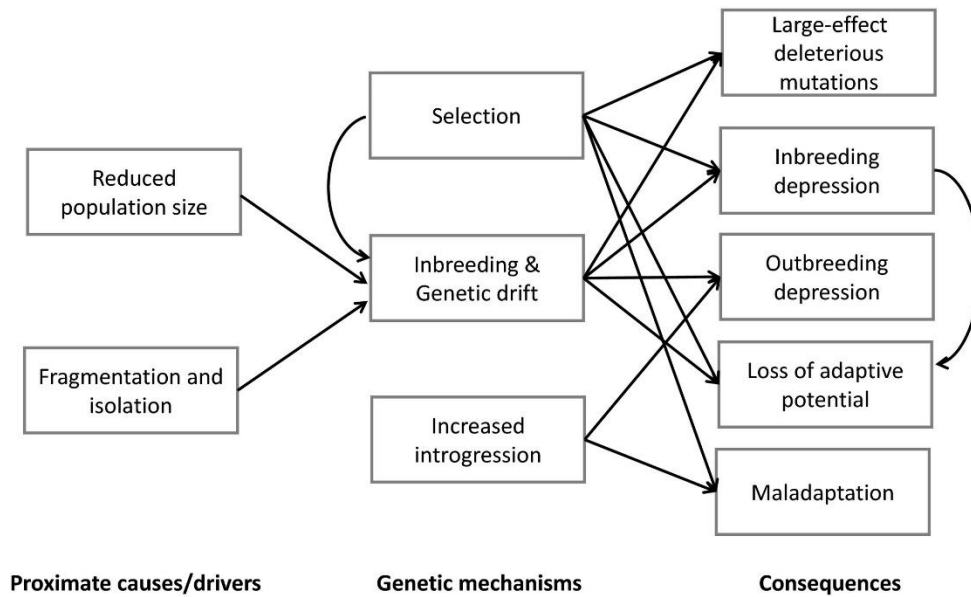 Large-effect
deleterious
mutations
Selection
Inbreeding
depression
Reduced
population size
Inbreeding &
Genetic drift
Outbreeding
depression
Fragmentation and
isolation
Loss of adaptive
potential
Increased
introgression
Maladaptation
Proximate causes/drivers
Genetic mechanisms
Consequences